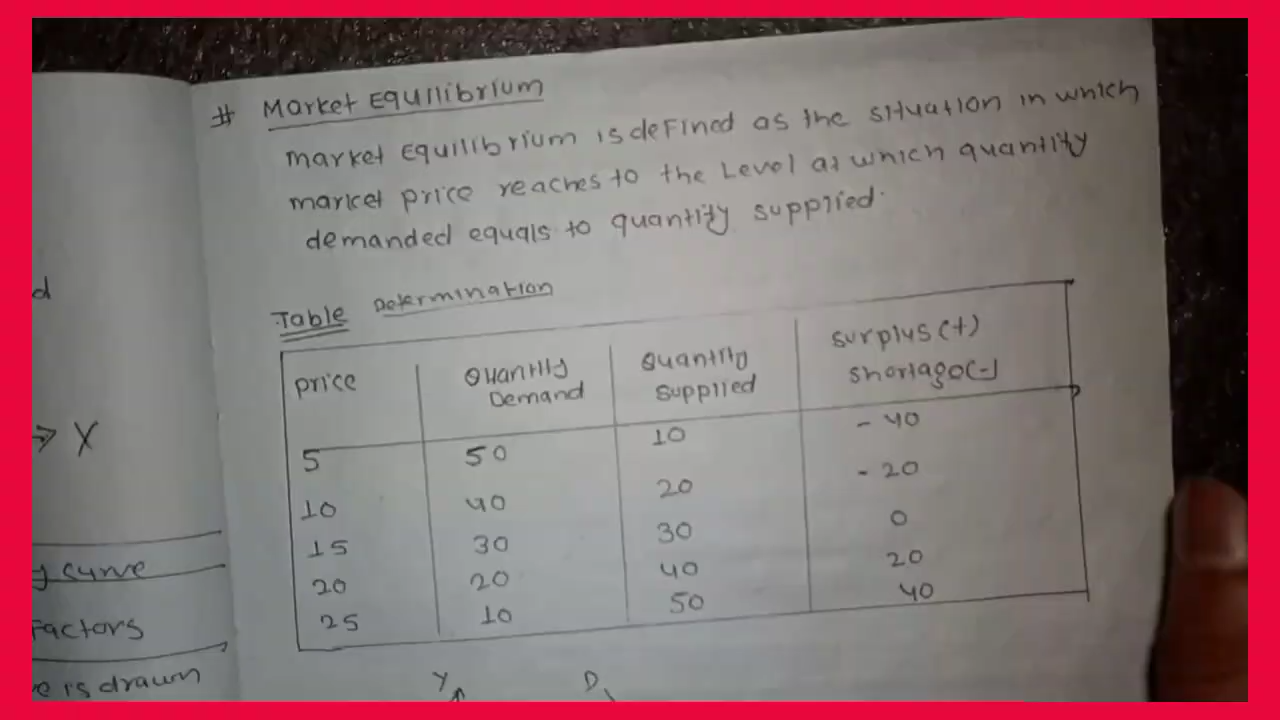 # Market Equilibrium
market Equilibrium is defined as the situation in which
market price reaches to the Level at which quantity
demanded equals to quantity supplied.
Table Determination
price | Quantity Demand | Quantity Supplied | surplus (+) shortage (-)
5 | 50 | 10 | - 40
10 | 40 | 20 | - 20
15 | 30 | 30 | 0
20 | 20 | 40 | 20
25 | 10 | 50 | 40
Y D
d
→ X
y curve
Factors
e is drawn